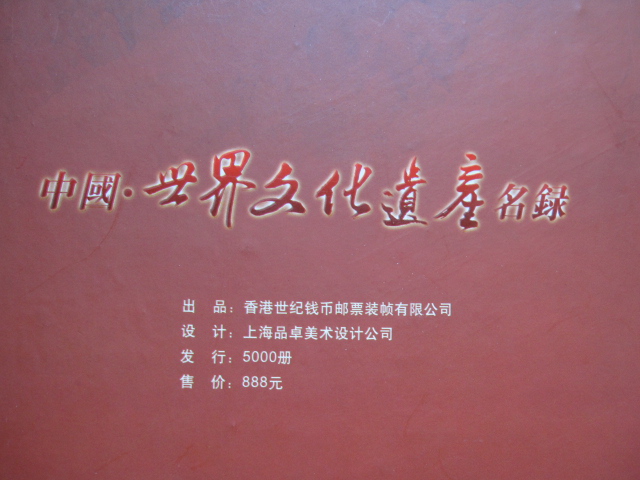 中國·世界文化遺産名録
出 品：香港世纪钱币邮票装帧有限公司
设 计：上海品卓美术设计公司
发 行：5000册
售 价：888元